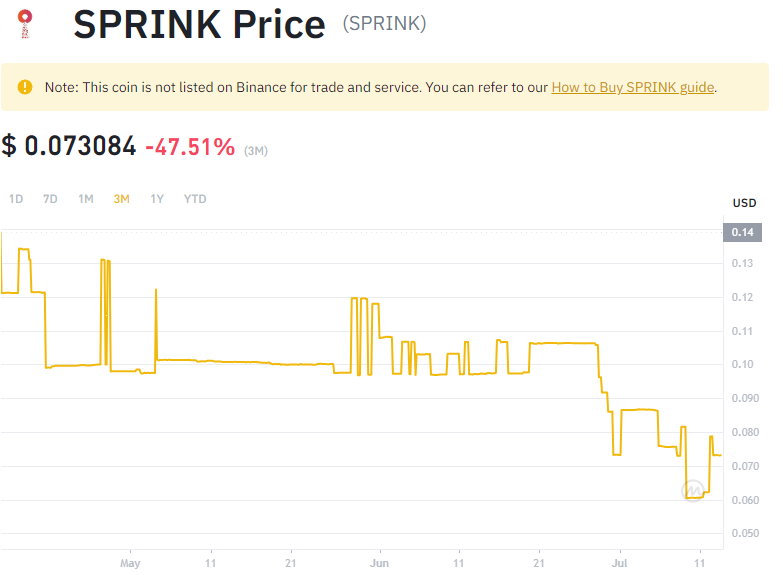 SPRINK Price (SPRINK)
Note: This coin is not listed on Binance for trade and service. You can refer to our How to Buy SPRINK guide.
$ 0.073084 -47.51% (3M)
1D 7D 1M 3M 1Y YTD
USD
0.14
0.13
0.12
0.11
0.10
0.090
0.080
0.070
0.060
0.050
May 11 21 Jun 11 21 Jul 11